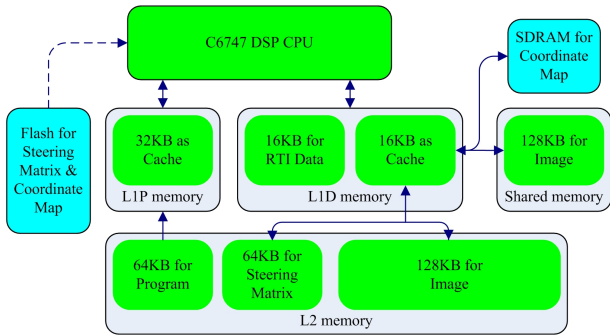 C6747 DSP CPU
SDRAM for
Coordinate
Map
Flash for
Steering
Matrix &
Coordinate
Map
32KB as
Cache
L1P memory
16KB for
RTI Data
16KB as
Cache
L1D memory
128KB for
Image
Shared memory
64KB for
Program
64KB for
Steering
Matrix
128KB for
Image
L2 memory